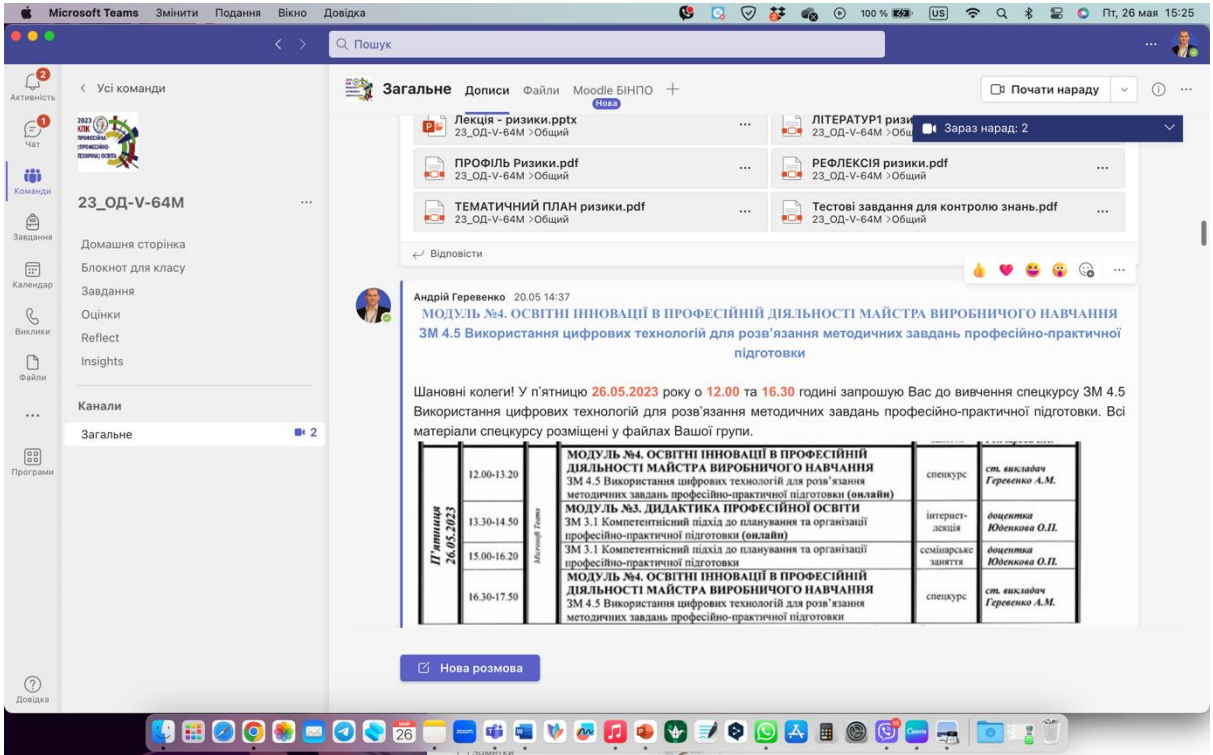 Microsoft Teams Змінити Подання Вікно Довідка
100 % US Пт, 26 мая 15:25
Пошук
2
Активність
1
Чат
Команди
Завдання
Календар
Виклики
Файли
Програми
Довідка
Усі команди
2023
КПК
23_ОД-V-64М
Домашня сторінка
Блокнот для класу
Завдання
Оцінки
Reflect
Insights
Канали
Загальне 2
Загальне Дописи Файли Moodle БІНПО
Нова
Почати нараду
Зараз нарад: 2
Лекція - ризики.pptx
23_ОД-V-64М >Общий
ЛІТЕРАТУР1
23_ОД-V-64М
ПРОФІЛЬ Ризики.pdf
23_ОД-V-64М >Общий
РЕФЛЕКСІЯ ризики.pdf
23_ОД-V-64М >Общий
ТЕМАТИЧНИЙ ПЛАН ризики.pdf
23_ОД-V-64М >Общий
Тестові завдання для контролю знань.pdf
23_ОД-V-64М >Общий
Відповісти
Андрій Геревенко 20.05 14:37
МОДУЛЬ №4. ОСВІТНІ ІННОВАЦІЇ В ПРОФЕСІЙНІЙ ДІЯЛЬНОСТІ МАЙСТРА ВИРОБНИЧОГО НАВЧАННЯ
ЗМ 4.5 Використання цифрових технологій для розв’язання методичних завдань професійно-практичної
підготовки
Шановні колеги! У п’ятницю 26.05.2023 року о 12.00 та 16.30 годині запрошую Вас до вивчення спецкурсу ЗМ 4.5
Використання цифрових технологій для розв’язання методичних завдань професійно-практичної підготовки. Всі
матеріали спецкурсу розміщені у файлах Вашої групи.
П’ятниця
26.05.2023
Microsoft Teams
12.00-13.20
МОДУЛЬ №4. ОСВІТНІ ІННОВАЦІЇ В ПРОФЕСІЙНІЙ
ДІЯЛЬНОСТІ МАЙСТРА ВИРОБНИЧОГО НАВЧАННЯ
ЗМ 4.5 Використання цифрових технологій для розв’язання
методичних завдань професійно-практичної підготовки (онлайн)
спецкурс
ст. викладач
Геревенко А.М.
13.30-14.50
МОДУЛЬ №3. ДИДАКТИКА ПРОФЕСІЙНОЇ ОСВІТИ
ЗМ 3.1 Компетентнісний підхід до планування та організації
професійно-практичної підготовки (онлайн)
інтернет-
лекція
доцентка
Юденкова О.П.
15.00-16.20
ЗМ 3.1 Компетентнісний підхід до планування та організації
професійно-практичної підготовки
семінарське
заняття
доцентка
Юденкова О.П.
16.30-17.50
МОДУЛЬ №4. ОСВІТНІ ІННОВАЦІЇ В ПРОФЕСІЙНІЙ
ДІЯЛЬНОСТІ МАЙСТРА ВИРОБНИЧОГО НАВЧАННЯ
ЗМ 4.5 Використання цифрових технологій для розв’язання
методичних завдань професійно-практичної підготовки
спецкурс
ст. викладач
Геревенко А.М.
Нова розмова
26
zoom
Canva